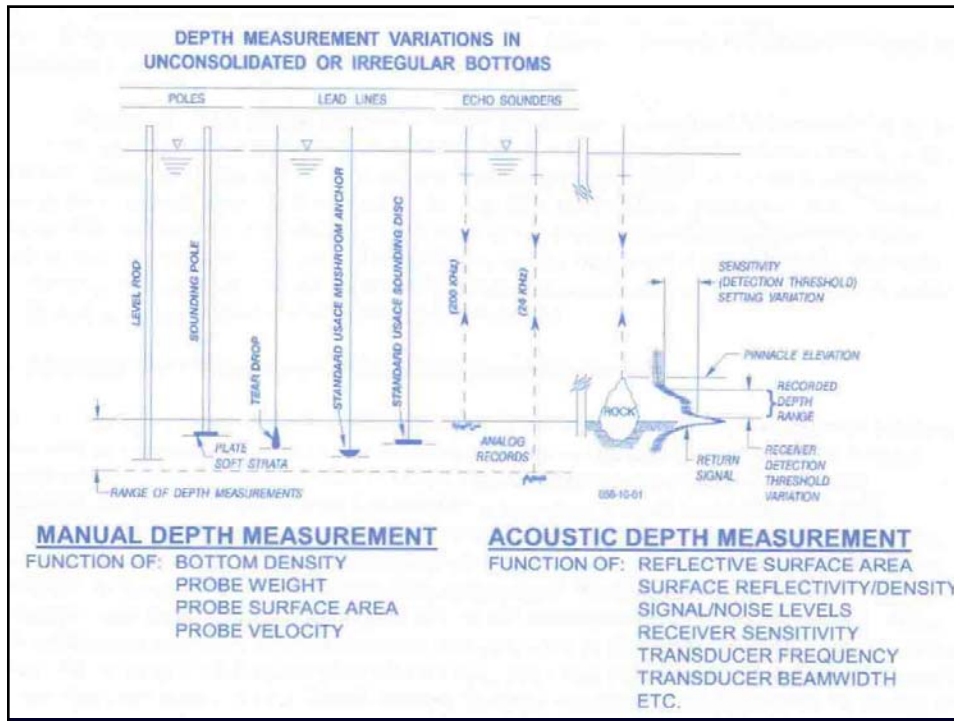 DEPTH MEASUREMENT VARIATIONS IN
UNCONSOLIDATED OR IRREGULAR BOTTOMS
POLES
LEAD LINES
ECHO SOUNDERS
LEVEL ROD
SOUNDING POLE
TEAR DROP
STANDARD USACE MUSHROOM ANCHOR
STANDARD USACE SOUNDING DISC
(200 KHz)
(24 KHz)
SENSITIVITY
(DETECTION THRESHOLD)
SETTING VARIATION
PINNACLE ELEVATION
RECORDED
DEPTH
RANGE
ROCK
PLATE
SOFT STRATA
ANALOG
RECORDS
RETURN
SIGNAL
RECEIVER
DETECTION
THRESHOLD
VARIATION
RANGE OF DEPTH MEASUREMENTS
MANUAL DEPTH MEASUREMENT
FUNCTION OF: BOTTOM DENSITY
PROBE WEIGHT
PROBE SURFACE AREA
PROBE VELOCITY
ACOUSTIC DEPTH MEASUREMENT
FUNCTION OF: REFLECTIVE SURFACE AREA
SURFACE REFLECTIVITY/DENSITY
SIGNAL/NOISE LEVELS
RECEIVER SENSITIVITY
TRANSDUCER FREQUENCY
TRANSDUCER BEAMWIDTH
ETC.